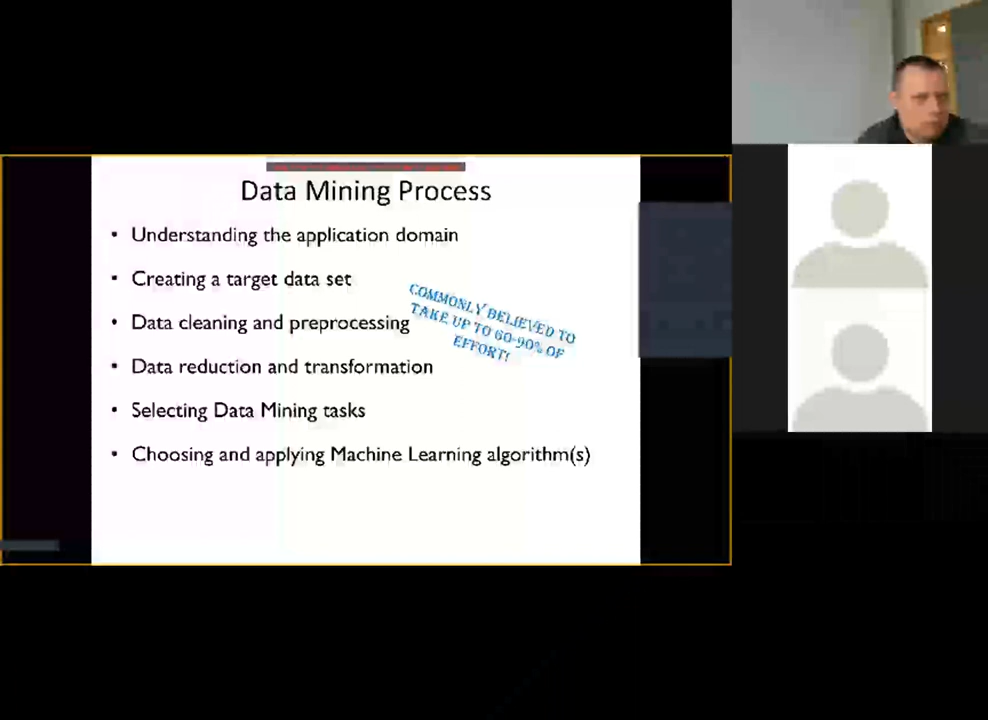 Data Mining Process
• Understanding the application domain
• Creating a target data set
• Data cleaning and preprocessing
COMMONLY BELIEVED TO
TAKE UP TO 60-90% OF
EFFORT!
• Data reduction and transformation
• Selecting Data Mining tasks
• Choosing and applying Machine Learning algorithm(s)